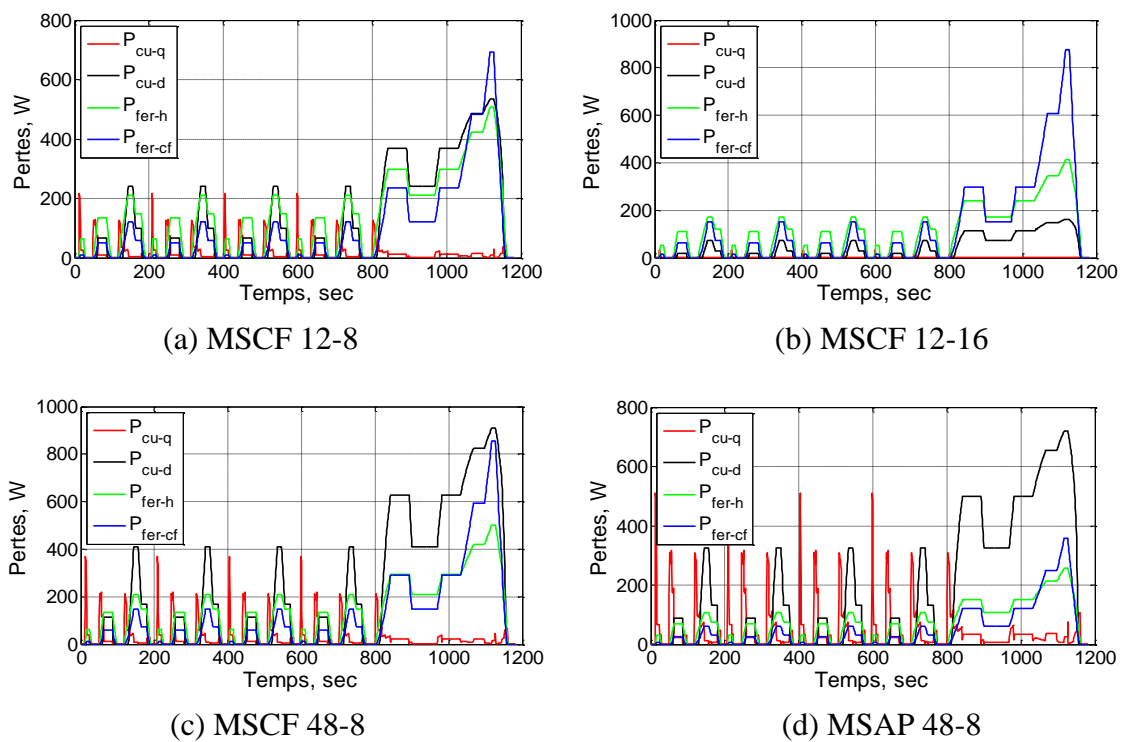 800
600
400
200
0
Pertes, W
P_cu-q
P_cu-d
P_fer-h
P_fer-cf
0 200 400 600 800 1000 1200
Temps, sec
(a) MSCF 12-8
1000
800
600
400
200
0
Pertes, W
P_cu-q
P_cu-d
P_fer-h
P_fer-cf
0 200 400 600 800 1000 1200
Temps, sec
(b) MSCF 12-16
1000
800
600
400
200
0
Pertes, W
P_cu-q
P_cu-d
P_fer-h
P_fer-cf
0 200 400 600 800 1000 1200
Temps, sec
(c) MSCF 48-8
800
600
400
200
0
Pertes, W
P_cu-q
P_cu-d
P_fer-h
P_fer-cf
0 200 400 600 800 1000 1200
Temps, sec
(d) MSAP 48-8